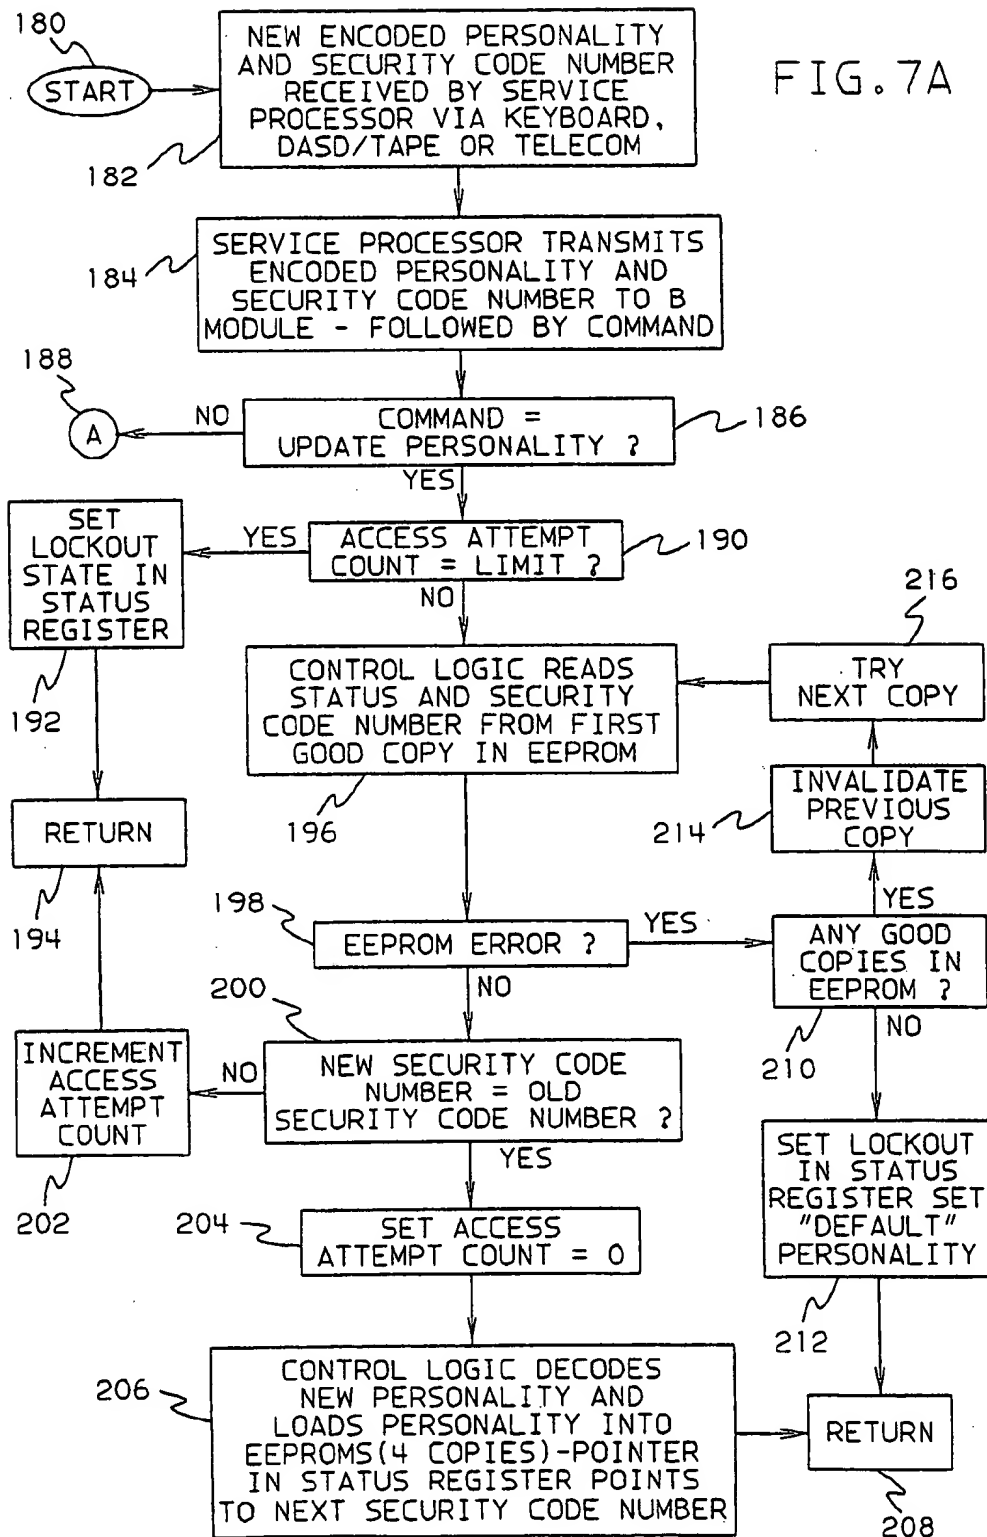 FIG. 7A
180
START
NEW ENCODED PERSONALITY
AND SECURITY CODE NUMBER
RECEIVED BY SERVICE
PROCESSOR VIA KEYBOARD,
DASD/TAPE OR TELECOM
182
SERVICE PROCESSOR TRANSMITS
ENCODED PERSONALITY AND
SECURITY CODE NUMBER TO B
MODULE - FOLLOWED BY COMMAND
184
188
A
NO
COMMAND =
UPDATE PERSONALITY ?
186
YES
SET
LOCKOUT
STATE IN
STATUS
REGISTER
192
YES
ACCESS ATTEMPT
COUNT = LIMIT ?
190
NO
216
TRY
NEXT COPY
CONTROL LOGIC READS
STATUS AND SECURITY
CODE NUMBER FROM FIRST
GOOD COPY IN EEPROM
196
INVALIDATE
PREVIOUS
COPY
214
RETURN
194
YES
198
EEPROM ERROR ?
YES
ANY GOOD
COPIES IN
EEPROM ?
210
NO
NO
200
NEW SECURITY CODE
NUMBER = OLD
SECURITY CODE NUMBER ?
NO
INCREMENT
ACCESS
ATTEMPT
COUNT
202
YES
SET LOCKOUT
IN STATUS
REGISTER SET
"DEFAULT"
PERSONALITY
212
204
SET ACCESS
ATTEMPT COUNT = 0
206
CONTROL LOGIC DECODES
NEW PERSONALITY AND
LOADS PERSONALITY INTO
EEPROMS(4 COPIES)-POINTER
IN STATUS REGISTER POINTS
TO NEXT SECURITY CODE NUMBER
RETURN
208